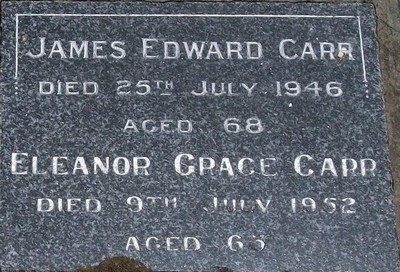 JAMES EDWARD CARR
DIED 25TH JULY 1946
AGED 68
ELEANOR GRACE CARR
DIED 9TH JULY 1952
AGED